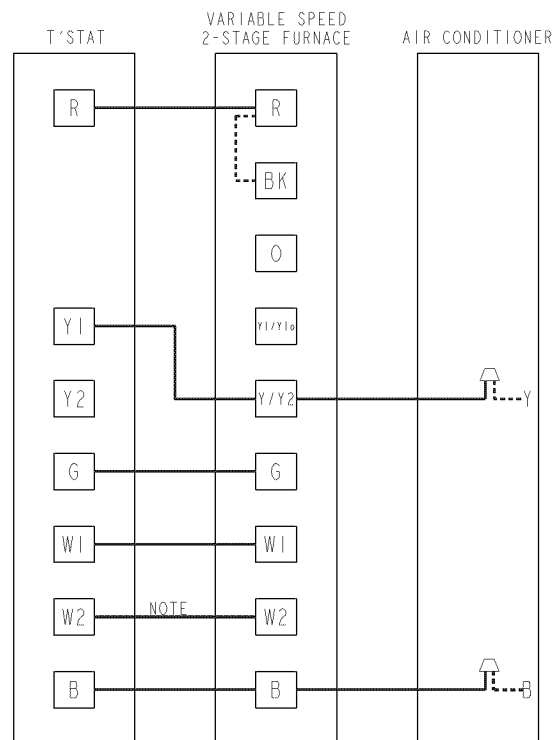 VARIABLE SPEED
T'STAT 2-STAGE FURNACE AIR CONDITIONER
R R
BK
O
Y1 Y1/Y1o
Y2 Y/Y2 Y
G G
W1 W1
NOTE
W2 W2
B B B